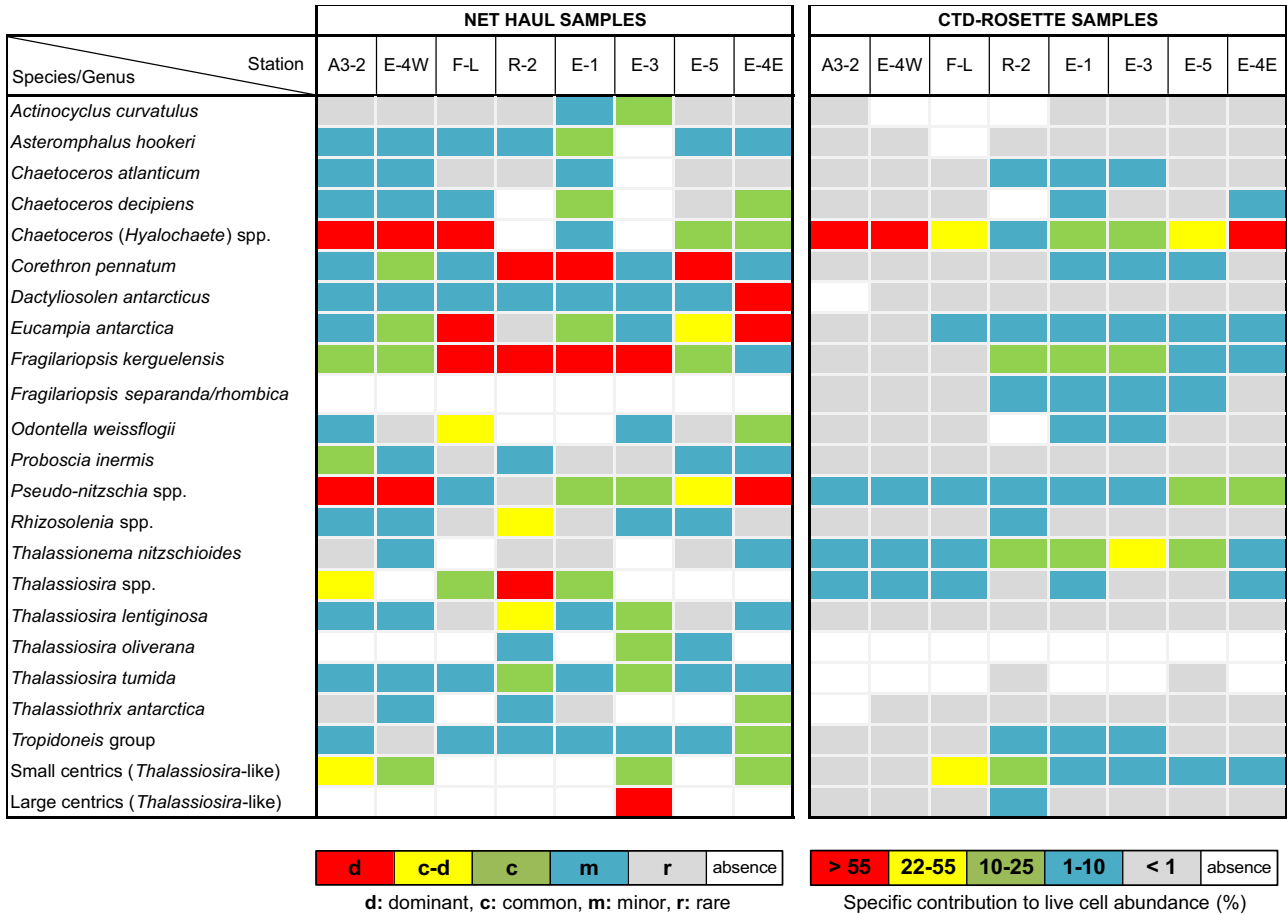 NET HAUL SAMPLES CTD-ROSETTE SAMPLES
Station A3-2 E-4W F-L R-2 E-1 E-3 E-5 E-4E A3-2 E-4W F-L R-2 E-1 E-3 E-5 E-4E
Species/Genus
Actinocyclus curvatulus
Asteromphalus hookeri
Chaetoceros atlanticum
Chaetoceros decipiens
Chaetoceros (Hyalochaete) spp.
Corethron pennatum
Dactyliosolen antarcticus
Eucampia antarctica
Fragilariopsis kerguelensis
Fragilariopsis separanda/rhombica
Odontella weissflogii
Proboscia inermis
Pseudo-nitzschia spp.
Rhizosolenia spp.
Thalassionema nitzschioides
Thalassiosira spp.
Thalassiosira lentiginosa
Thalassiosira oliverana
Thalassiosira tumida
Thalassiothrix antarctica
Tropidoneis group
Small centrics (Thalassiosira-like)
Large centrics (Thalassiosira-like)
d c-d c m r absence > 55 22-55 10-25 1-10 < 1 absence
d: dominant, c: common, m: minor, r: rare Specific contribution to live cell abundance (%)